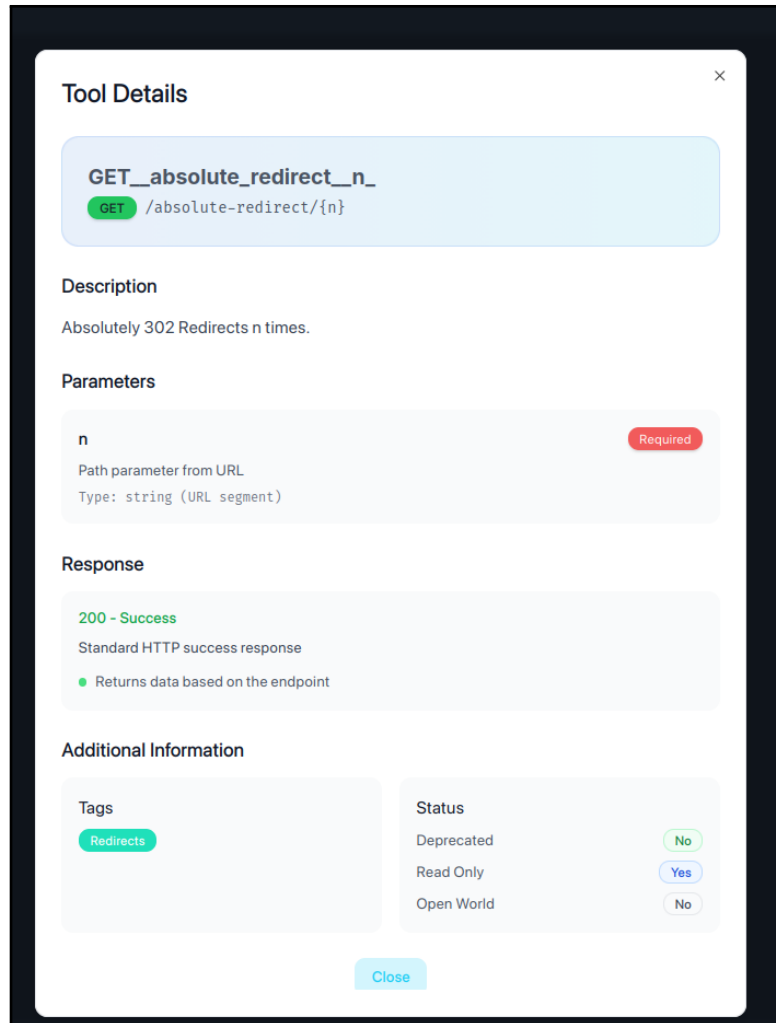 Tool Details
×
GET__absolute_redirect__n_
GET /absolute-redirect/{n}
Description
Absolutely 302 Redirects n times.
Parameters
n Required
Path parameter from URL
Type: string (URL segment)
Response
200 - Success
Standard HTTP success response
Returns data based on the endpoint
Additional Information
Tags
Redirects
Status
Deprecated No
Read Only Yes
Open World No
Close